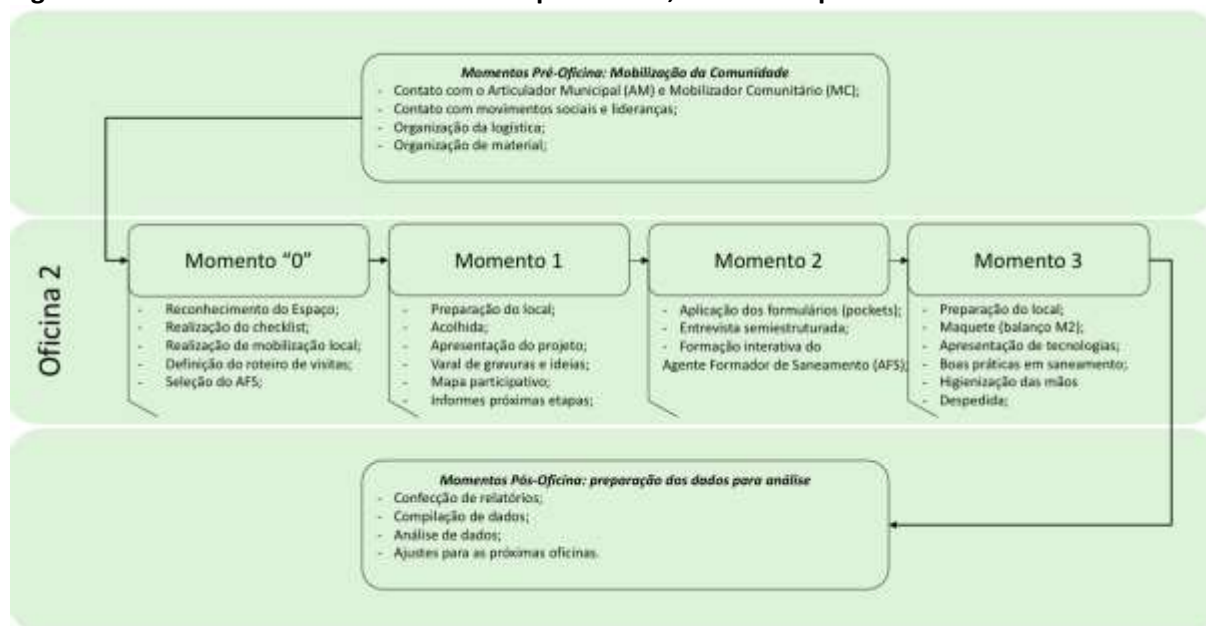 Momentos Pré-Oficina: Mobilização da Comunidade
- Contato com o Articulador Municipal (AM) e Mobilizador Comunitário (MC);
- Contato com movimentos sociais e lideranças;
- Organização da logística;
- Organização de material;
Oficina 2
Momento "0"
- Reconhecimento do Espaço;
- Realização do checklist;
- Realização de mobilização local;
- Definição do roteiro de visitas;
- Seleção do AFS;
Momento 1
- Preparação do local;
- Acolhida;
- Apresentação do projeto;
- Varal de gravuras e ideias;
- Mapa participativo;
- Informes próximas etapas;
Momento 2
- Aplicação dos formulários (pockets);
- Entrevista semiestruturada;
- Formação interativa do
Agente Formador de Saneamento (AFS);
Momento 3
- Preparação do local;
- Maquete (balanço M2);
- Apresentação de tecnologias;
- Boas práticas em saneamento;
- Higienização das mãos
- Despedida;
Momentos Pós-Oficina: preparação dos dados para análise
- Confecção de relatórios;
- Compilação de dados;
- Análise de dados;
- Ajustes para as próximas oficinas.